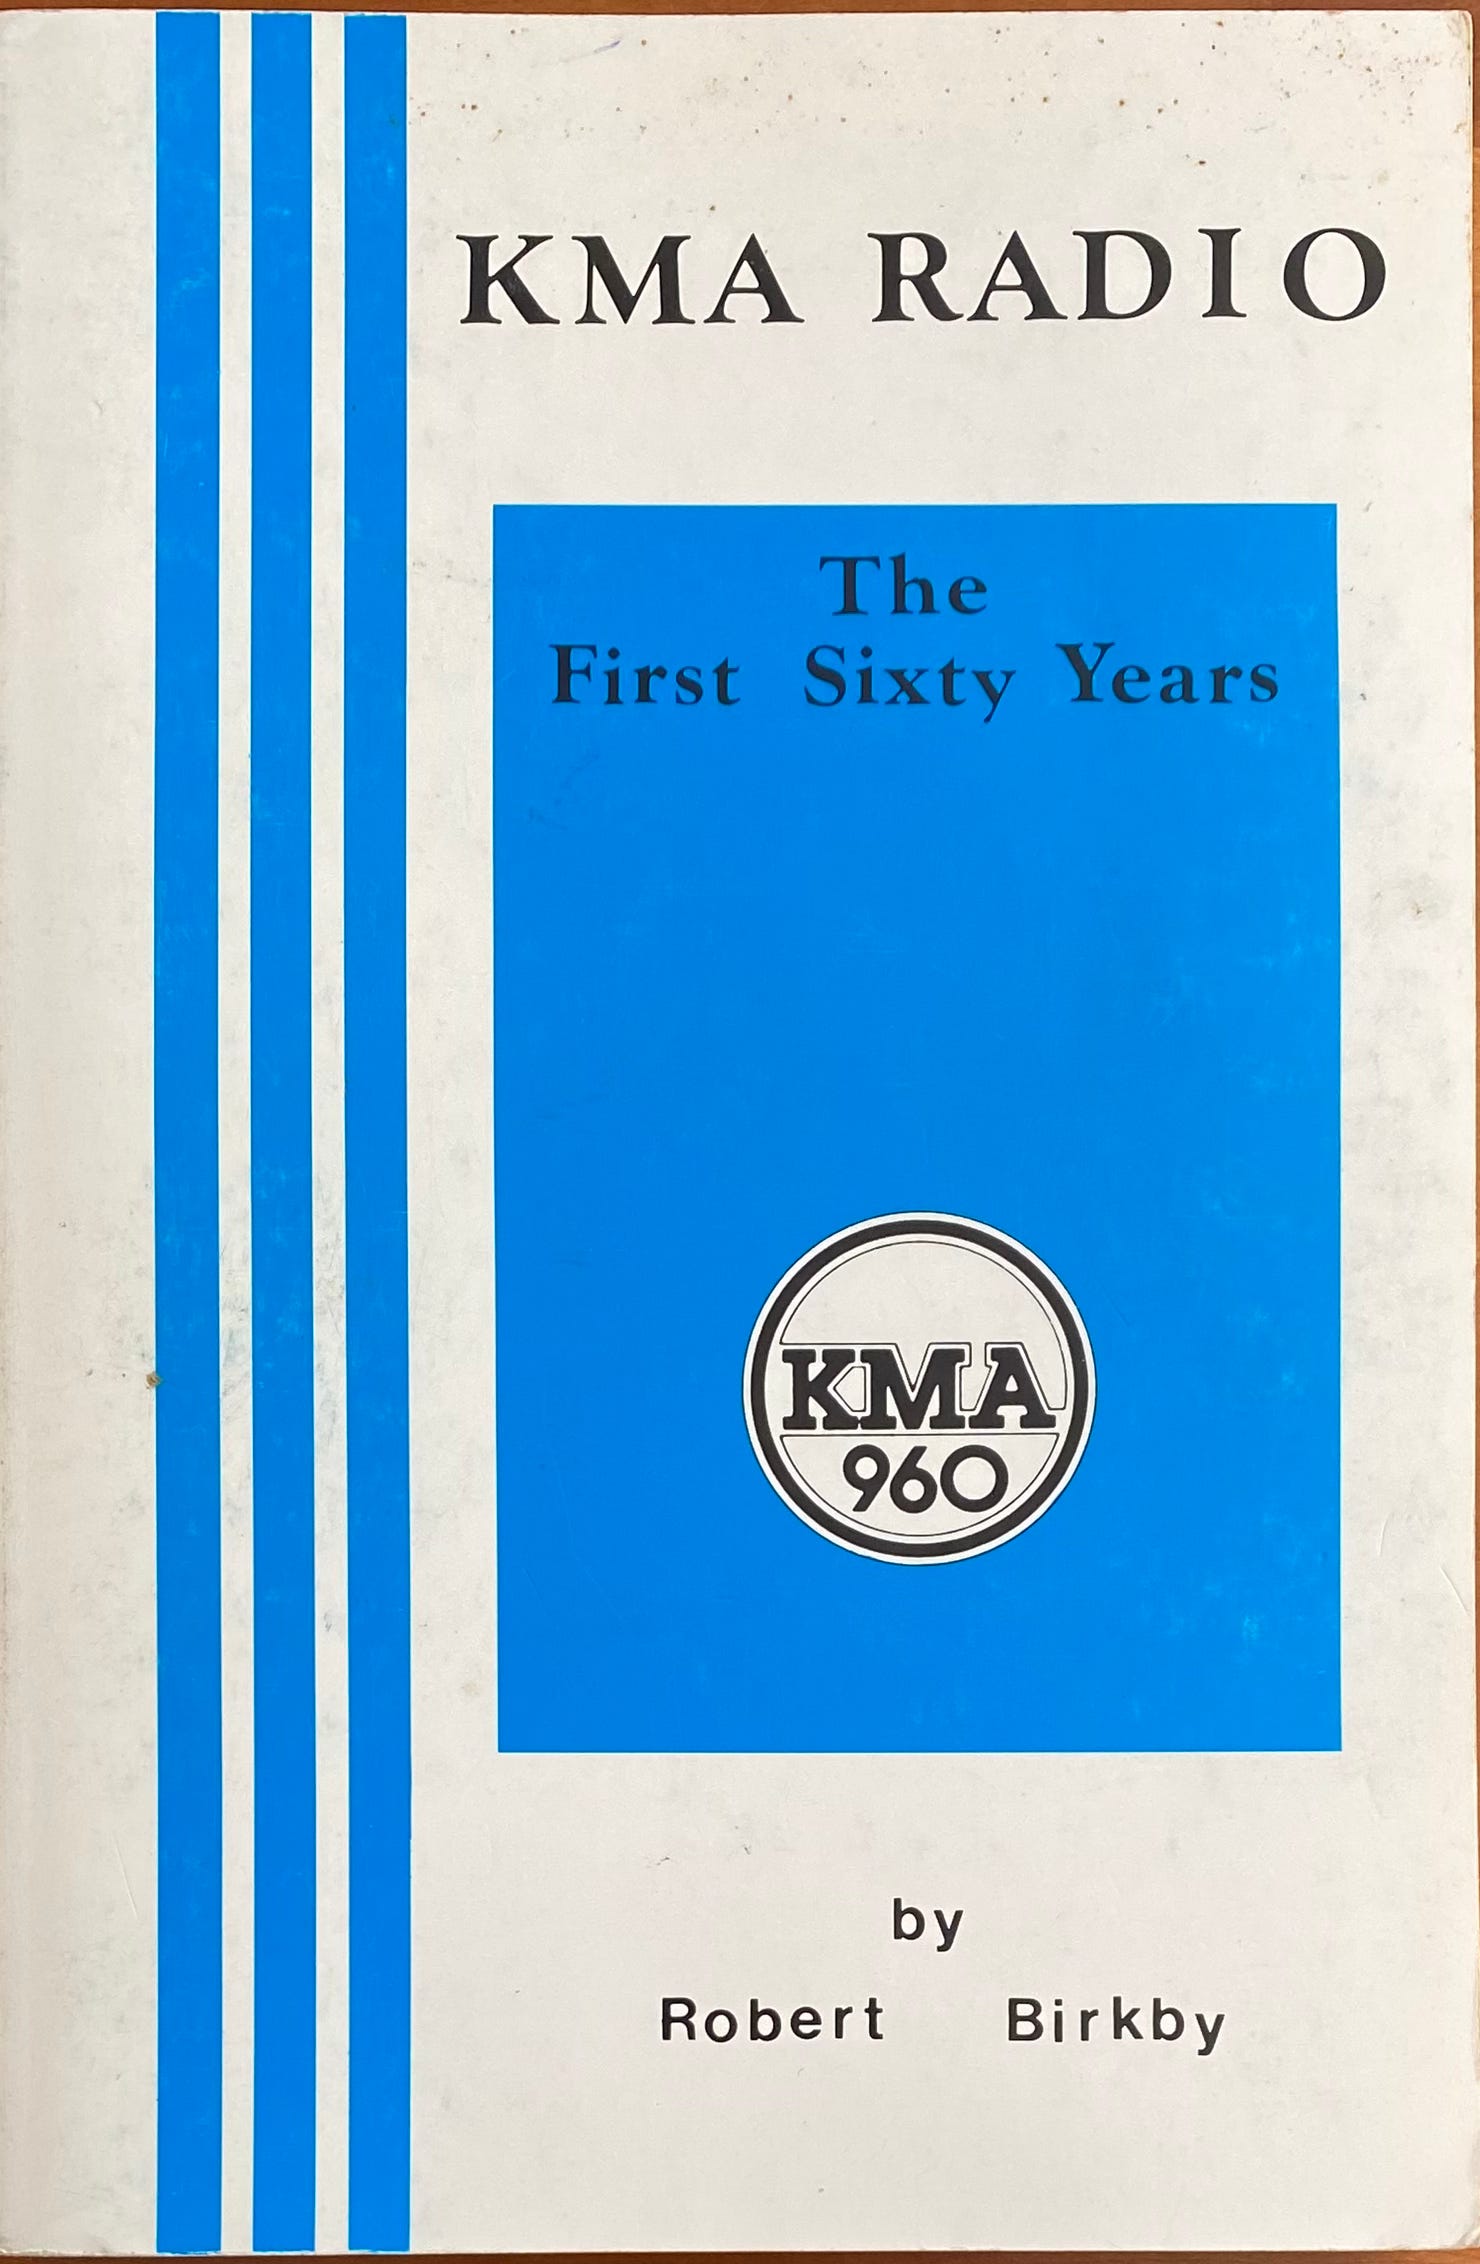 KMA RADIO
The
First Sixty Years
KMA
960
by
Robert Birkby